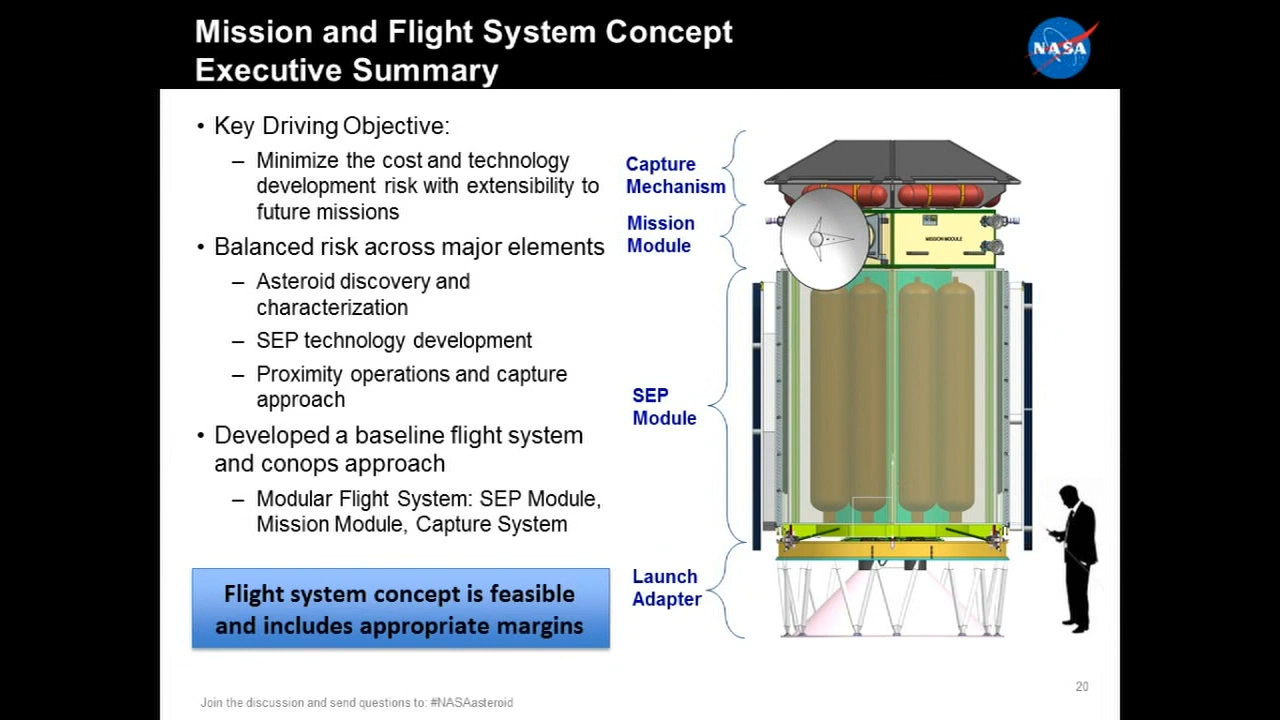 Mission and Flight System Concept
Executive Summary
NASA
• Key Driving Objective:
– Minimize the cost and technology
development risk with extensibility to
future missions
• Balanced risk across major elements
– Asteroid discovery and
characterization
– SEP technology development
– Proximity operations and capture
approach
• Developed a baseline flight system
and conops approach
– Modular Flight System: SEP Module,
Mission Module, Capture System
Flight system concept is feasible
and includes appropriate margins
Capture
Mechanism
Mission
Module
MISSION MODULE
SEP
Module
Launch
Adapter
20
Join the discussion and send questions to: #NASAasteroid